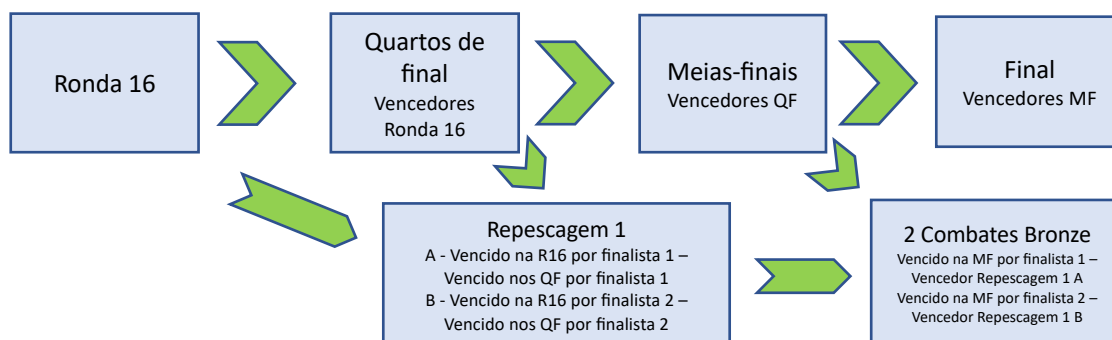 Ronda 16
Quartos de
final
Vencedores
Ronda 16
Meias-finais
Vencedores QF
Final
Vencedores MF
Repescagem 1
A - Vencido na R16 por finalista 1 –
Vencido nos QF por finalista 1
B - Vencido na R16 por finalista 2 –
Vencido nos QF por finalista 2
2 Combates Bronze
Vencido na MF por finalista 1 –
Vencedor Repescagem 1 A
Vencido na MF por finalista 2 –
Vencedor Repescagem 1 B